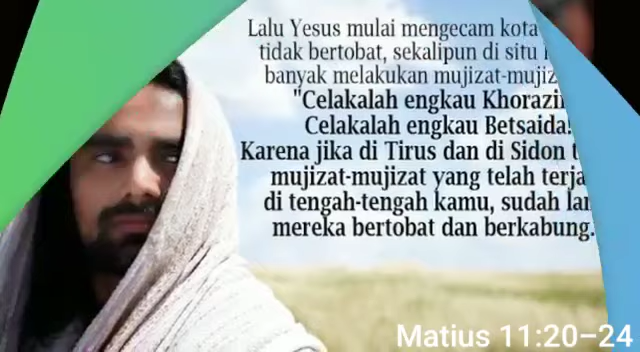 Lalu Yesus mulai mengecam kota
tidak bertobat, sekalipun di situ
banyak melakukan
"Celakalah engkau
Celakalah engkau Betsaida!
Karena jika di Tirus dan di Sidon
mujizat-mujizat yang telah
di tengah-tengah kamu, sudah
mereka bertobat dan berkabung.
Matius 11:20–24